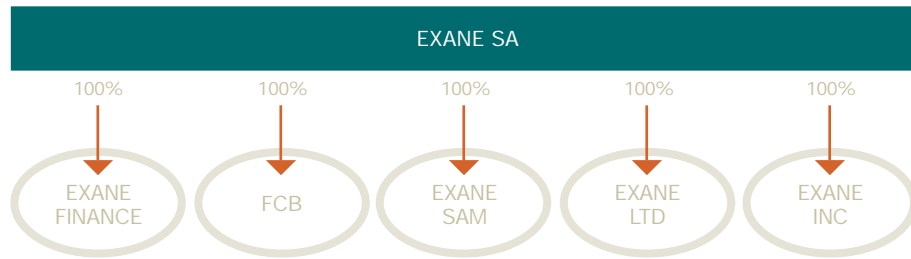 EXANE SA
100% 100% 100% 100% 100%
EXANE FINANCE
FCB
EXANE SAM
EXANE LTD
EXANE INC